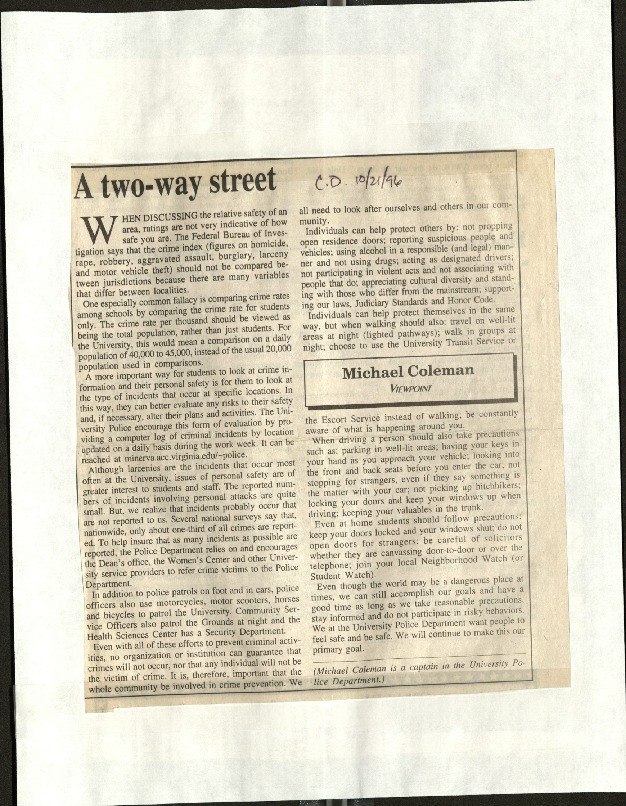 A two-way street
C.D. 10/21/96
WHEN DISCUSSING the relative safety of an
area, ratings are not very indicative of how
safe you are. The Federal Bureau of Inves-
tigation says that the crime index (figures on homicide,
rape, robbery, aggravated assault, burglary, larceny
and motor vehicle theft) should not be compared be-
tween jurisdictions because there are many variables
that differ between localities.
One especially common fallacy is comparing crime rates
among schools by comparing the crime rate for students
only. The crime rate per thousand should be viewed as
being the total population, rather than just students. For
the University, this would mean a comparison on a daily
population of 40,000 to 45,000, instead of the usual 20,000
population used in comparisons.
A more important way for students to look at crime in-
formation and their personal safety is for them to look at
the type of incidents that occur at specific locations. In
this way, they can better evaluate any risks to their safety
and, if necessary, alter their plans and activities. The Uni-
versity Police encourage this form of evaluation by pro-
viding a computer log of criminal incidents by location
updated on a daily basis during the work week. It can be
reached at minerva.acc.virginia.edu/~police.
Although larcenies are the incidents that occur most
often at the University, issues of personal safety are of
greater interest to students and staff. The reported num-
bers of incidents involving personal attacks are quite
small. But, we realize that incidents probably occur that
are not reported to us. Several national surveys say that,
nationwide, only about one-third of all crimes are report-
ed. To help insure that as many incidents as possible are
reported, the Police Department relies on and encourages
the Dean's office, the Women's Center and other Univer-
sity service providers to refer crime victims to the Police
Department.
In addition to police patrols on foot and in cars, police
officers also use motorcycles, motor scooters, horses
and bicycles to patrol the University. Community Ser-
vice Officers also patrol the Grounds at night and the
Health Sciences Center has a Security Department.
Even with all of these efforts to prevent criminal activ-
ities, no organization or institution can guarantee that
crimes will not occur, nor that any individual will not be
the victim of crime. It is, therefore, important that the
whole community be involved in crime prevention. We
all need to look after ourselves and others in our com-
munity.
Individuals can help protect others by: not propping
open residence doors; reporting suspicious people and
vehicles; using alcohol in a responsible (and legal) man-
ner and not using drugs; acting as designated drivers;
not participating in violent acts and not associating with
people that do; appreciating cultural diversity and stand-
ing with those who differ from the mainstream; support-
ing our laws, Judiciary Standards and Honor Code.
Individuals can help protect themselves in the same
way, but when walking should also: travel on well-lit
areas at night (lighted pathways); walk in groups at
night; choose to use the University Transit Service or
Michael Coleman
VIEWPOINT
the Escort Service instead of walking; be constantly
aware of what is happening around you.
When driving a person should also take precautions
such as: parking in well-lit areas; having your keys in
your hand as you approach your vehicle; looking into
the front and back seats before you enter the car; not
stopping for strangers, even if they say something is
the matter with your car; not picking up hitchhikers;
locking your doors and keep your windows up when
driving; keeping your valuables in the trunk.
Even at home students should follow precautions:
keep your doors locked and your windows shut; do not
open doors for strangers; be careful of solicitors
whether they are canvassing door-to-door or over the
telephone; join your local Neighborhood Watch (or
Student Watch).
Even though the world may be a dangerous place at
times, we can still accomplish our goals and have a
good time as long as we take reasonable precautions,
stay informed and do not participate in risky behaviors.
We at the University Police Department want people to
feel safe and be safe. We will continue to make this our
primary goal.
(Michael Coleman is a captain in the University Po-
lice Department.)